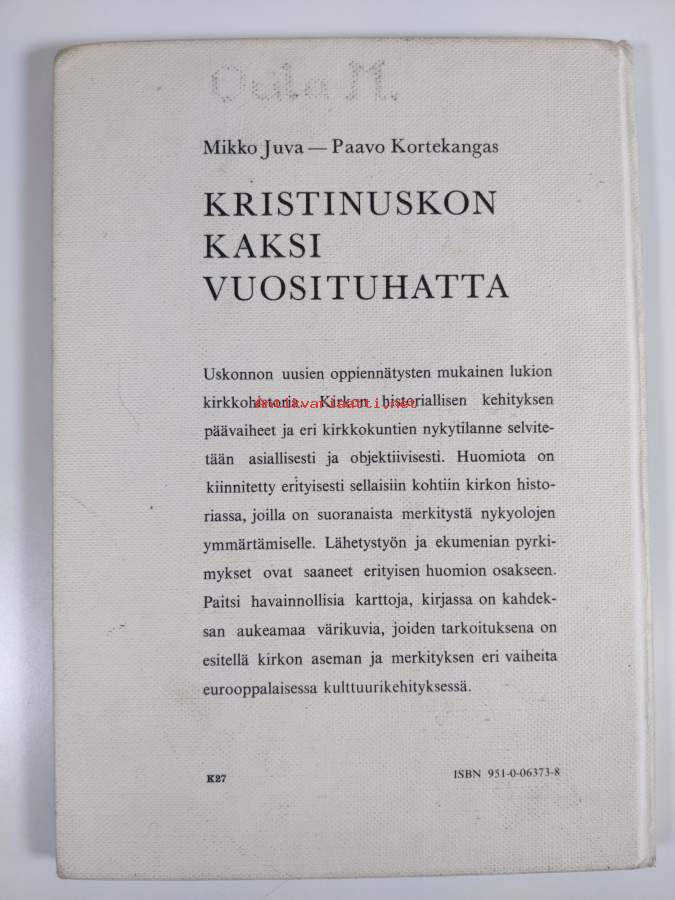 Oula M.
Mikko Juva — Paavo Kortekangas
KRISTINUSKON
KAKSI
VUOSITUHATTA
Uskonnon uusien oppiennätysten mukainen lukion
kirkkohistoria. Kirkon historiallisen kehityksen
antikvariaatti.net
päävaiheet ja eri kirkkokuntien nykytilanne selvite-
tään asiallisesti ja objektiivisesti. Huomiota on
kiinnitetty erityisesti sellaisiin kohtiin kirkon histo-
riassa, joilla on suoranaista merkitystä nykyolojen
ymmärtämiselle. Lähetystyön ja ekumenian pyrki-
mykset ovat saaneet erityisen huomion osakseen.
Paitsi havainnollisia karttoja, kirjassa on kahdek-
san aukeamaa värikuvia, joiden tarkoituksena on
esitellä kirkon aseman ja merkityksen eri vaiheita
eurooppalaisessa kulttuurikehityksessä.
K27
ISBN 951-0-06373-8